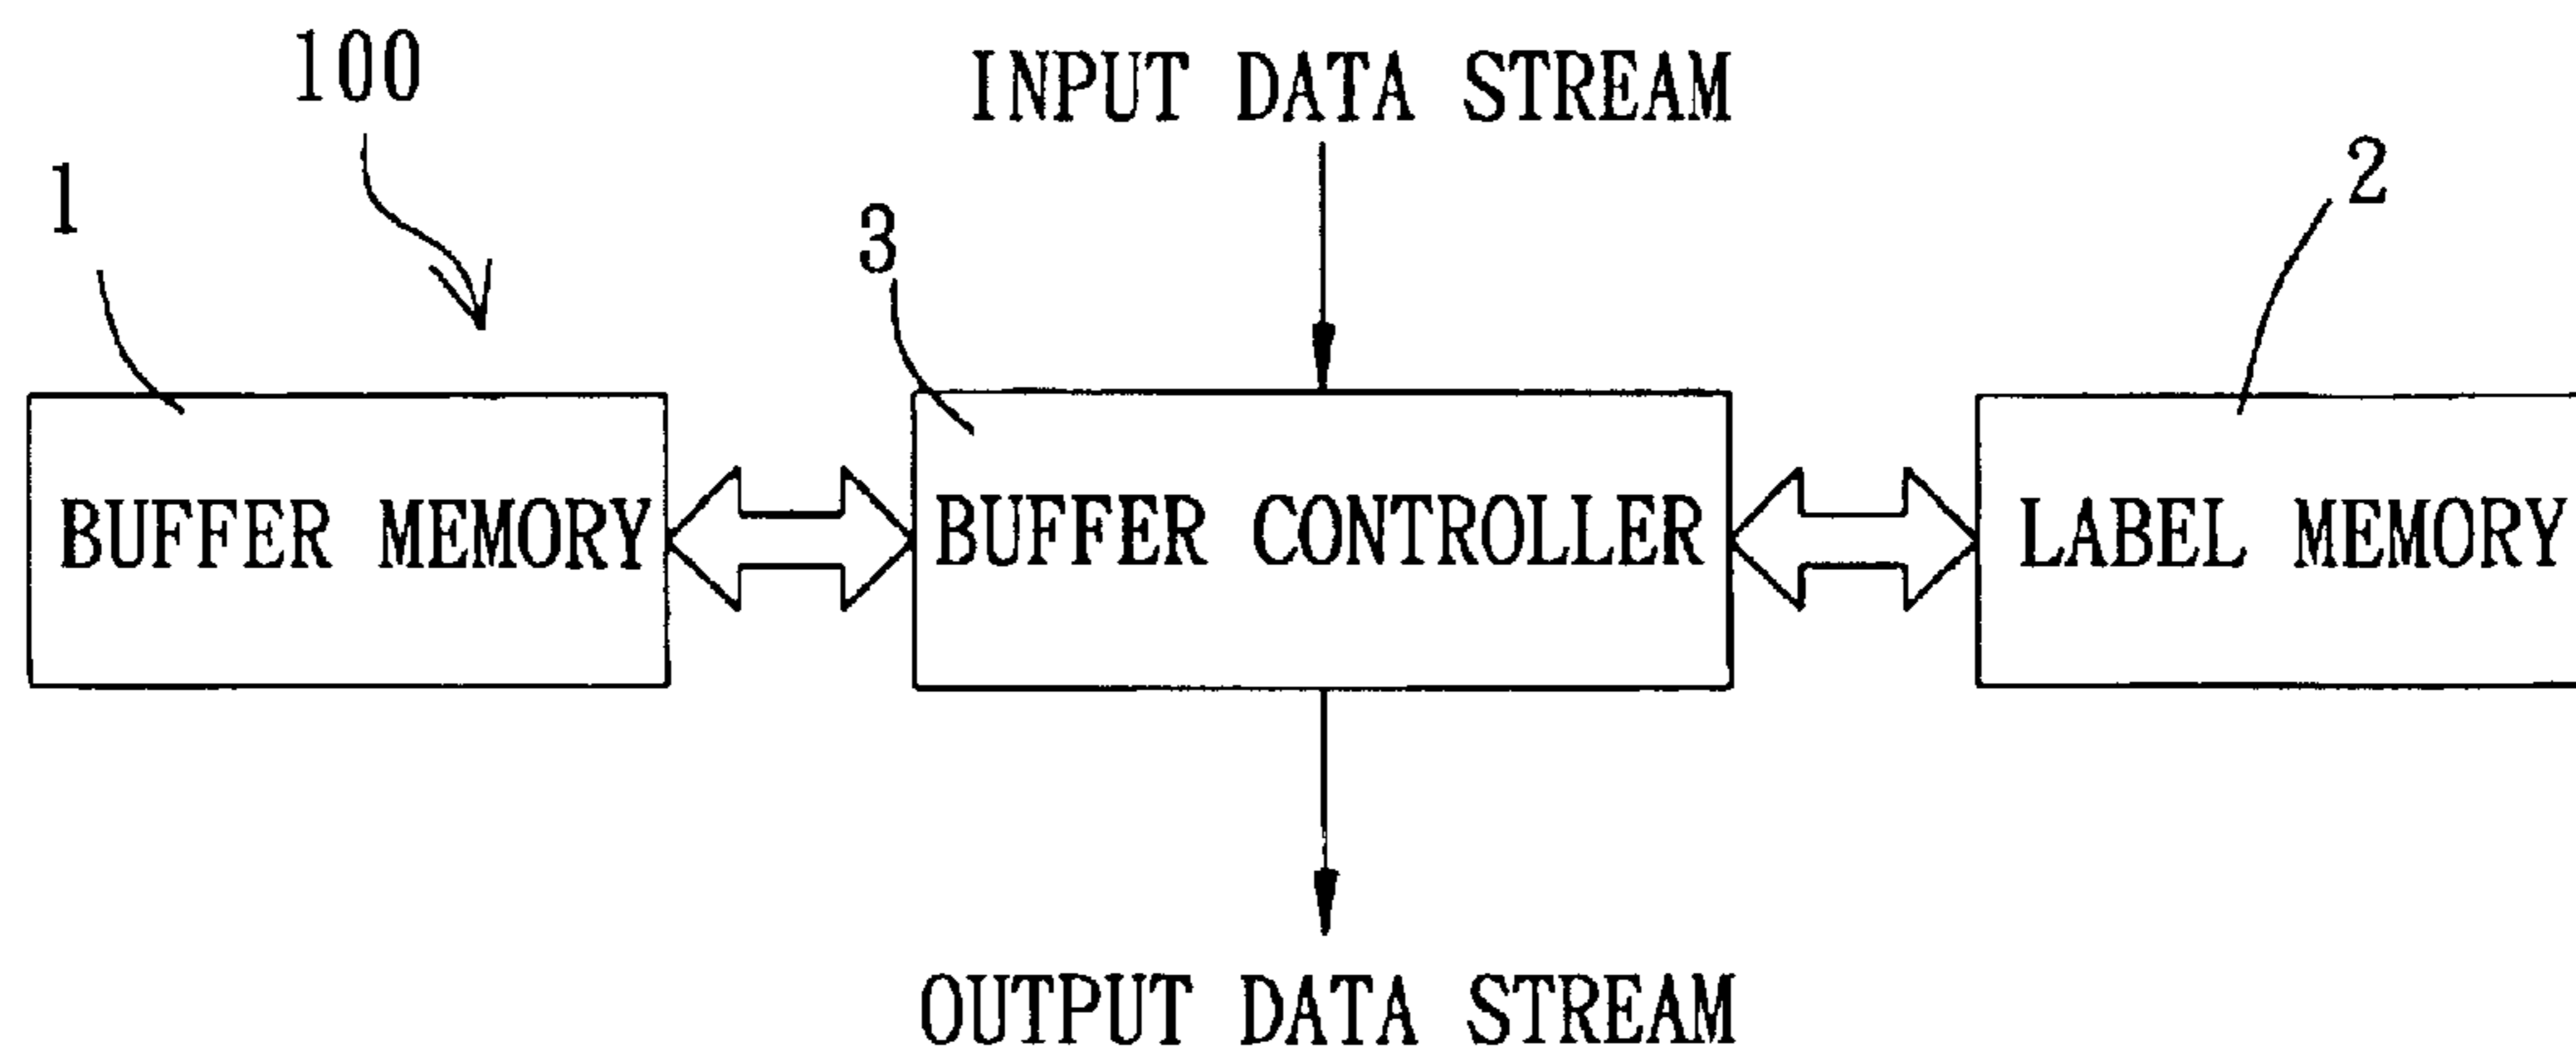 100
INPUT DATA STREAM
1
3
2
BUFFER MEMORY
BUFFER CONTROLLER
LABEL MEMORY
OUTPUT DATA STREAM